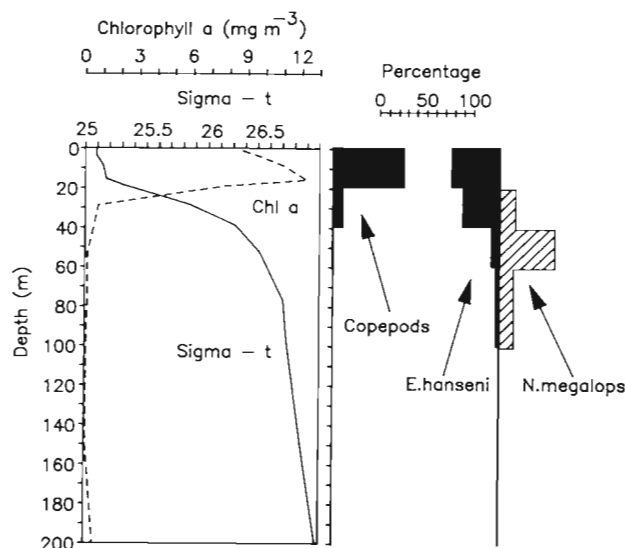 Chlorophyll a (mg m⁻³)
0 3 6 9 12
Sigma – t
25 25.5 26 26.5
Percentage
0 50 100
0
20
40
60
80
100
120
140
160
180
200
Depth (m)
Chl a
Sigma – t
Copepods
E.hanseni
N.megalops